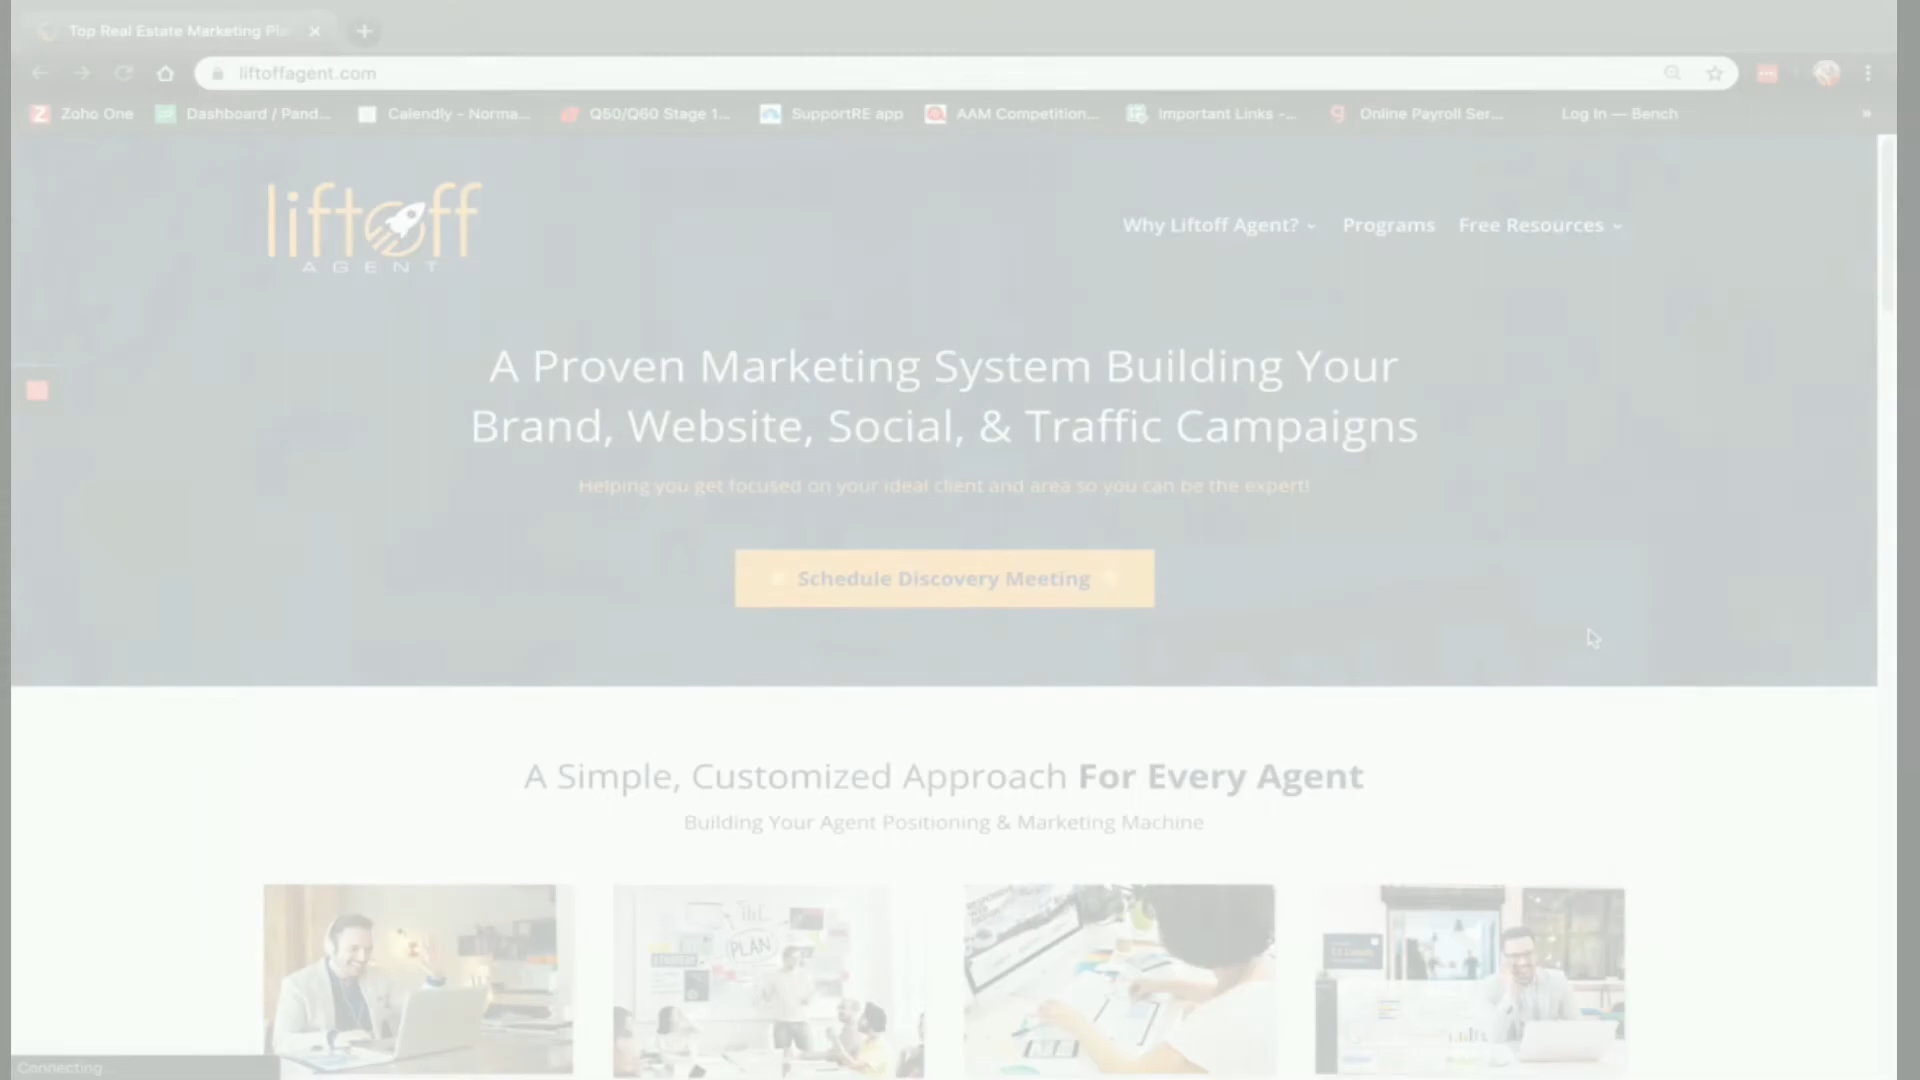 Top Real Estate Marketing Pla
liftoffagent.com
Zoho One
Dashboard / Pand...
Calendly - Norma...
Q50/Q60 Stage 1...
SupportRE app
AAM Competition...
Important Links -...
Online Payroll Ser...
Log In — Bench
»
liftoff
AGENT
Why Liftoff Agent?
Programs
Free Resources
A Proven Marketing System Building Your
Brand, Website, Social, & Traffic Campaigns
Helping you get focused on your ideal client and area so you can be the expert!
Schedule Discovery Meeting
A Simple, Customized Approach For Every Agent
Building Your Agent Positioning & Marketing Machine
PLAN
STRATEGY
Connecting...